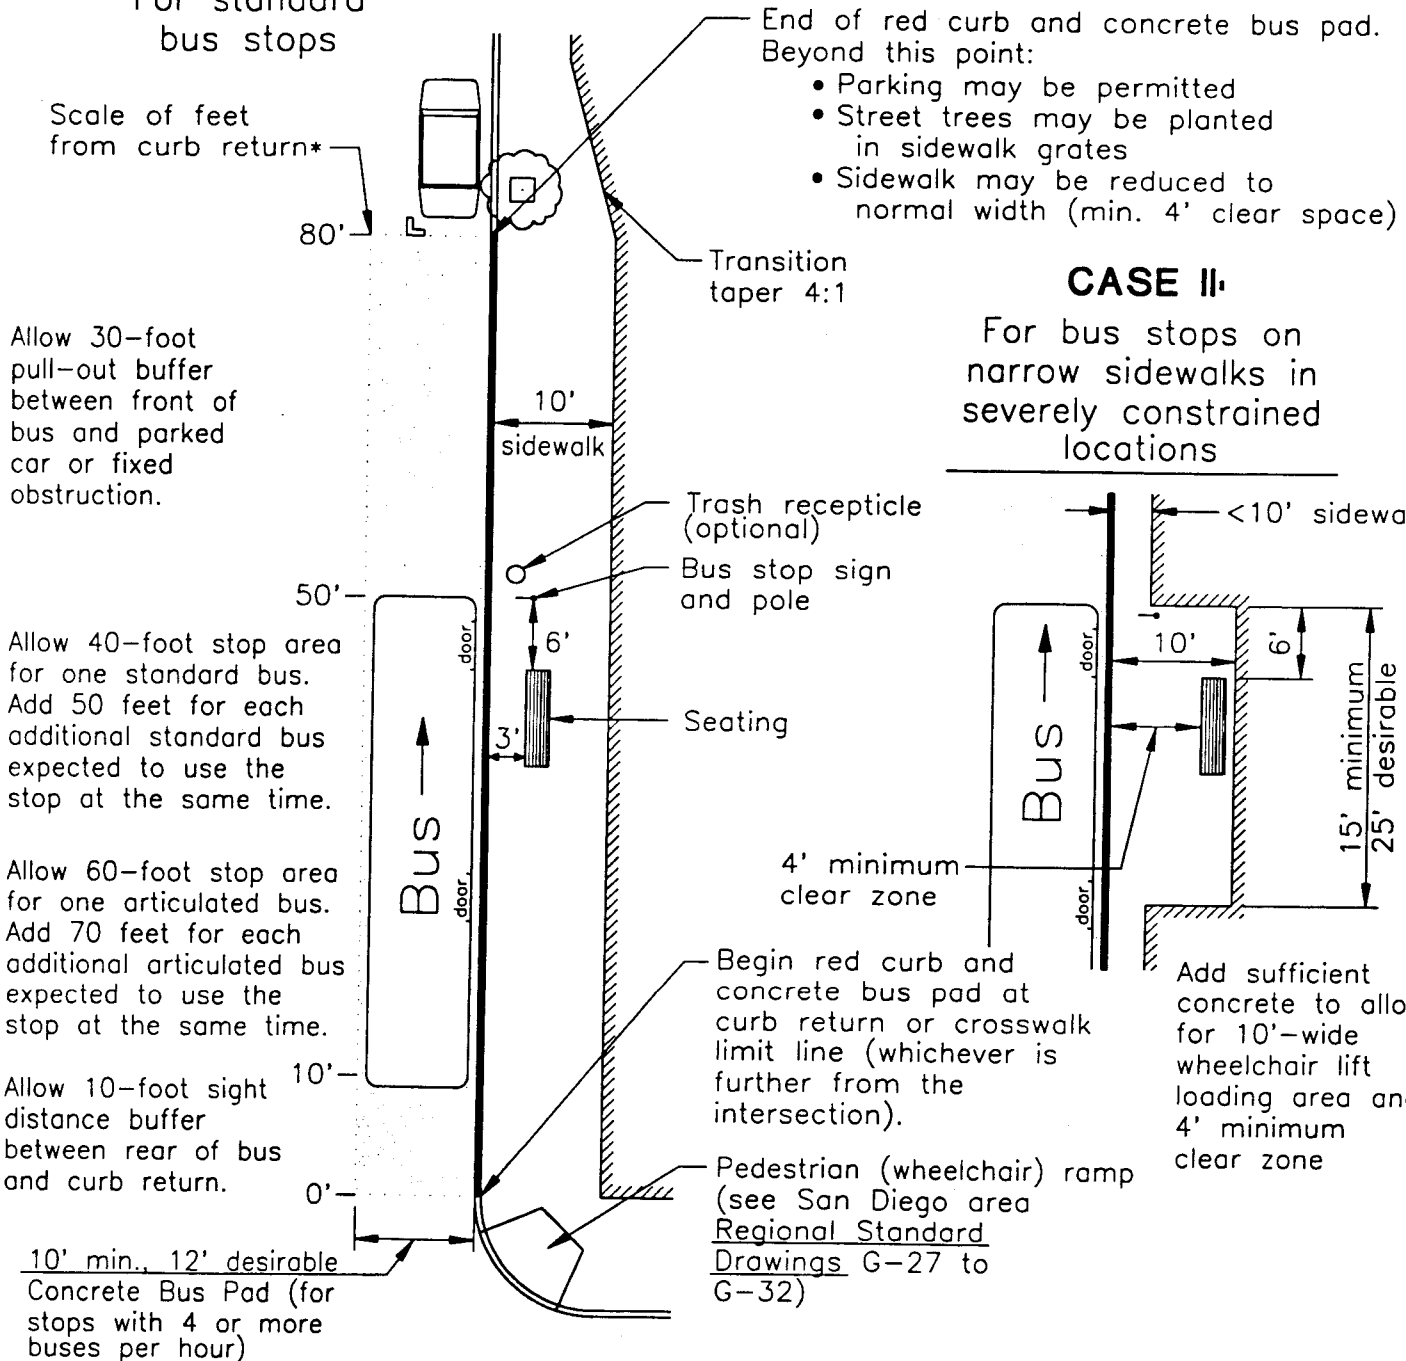 For standard
bus stops
Scale of feet
from curb return*
80'
Allow 30-foot
pull-out buffer
between front of
bus and parked
car or fixed
obstruction.
50'
Allow 40-foot stop area
for one standard bus.
Add 50 feet for each
additional standard bus
expected to use the
stop at the same time.
Allow 60-foot stop area
for one articulated bus.
Add 70 feet for each
additional articulated bus
expected to use the
stop at the same time.
10'
Allow 10-foot sight
distance buffer
between rear of bus
and curb return.
0'
10' min., 12' desirable
Concrete Bus Pad (for
stops with 4 or more
buses per hour)
Bus
door
door
10'
sidewalk
6'
3'
End of red curb and concrete bus pad.
Beyond this point:
• Parking may be permitted
• Street trees may be planted
in sidewalk grates
• Sidewalk may be reduced to
normal width (min. 4' clear space)
Transition
taper 4:1
Trash recepticle
(optional)
Bus stop sign
and pole
Seating
Begin red curb and
concrete bus pad at
curb return or crosswalk
limit line (whichever is
further from the
intersection).
Pedestrian (wheelchair) ramp
(see San Diego area
Regional Standard
Drawings G-27 to
G-32)
CASE II:
For bus stops on
narrow sidewalks in
severely constrained
locations
<10'
Bus
door
door
10'
6'
15' minimum
25' desirable
4' minimum
clear zone
Add sufficient
concrete to
for 10'-wide
wheelchair lift
loading area
4' minimum
clear zone